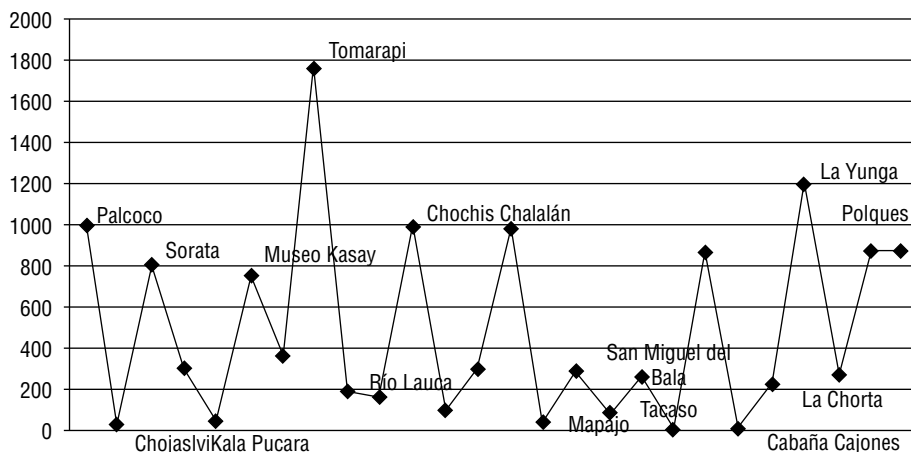 2000
1800
Tomarapi
1600
1400
1200
La Yunga
1000
Palcoco
Chochis Chalalán
Polques
800
Sorata
Museo Kasay
600
400
San Miguel del
Bala
200
Río Lauca
La Chorta
Mapajo
Tacaso
0
ChojaslviKala Pucara
Cabaña Cajones